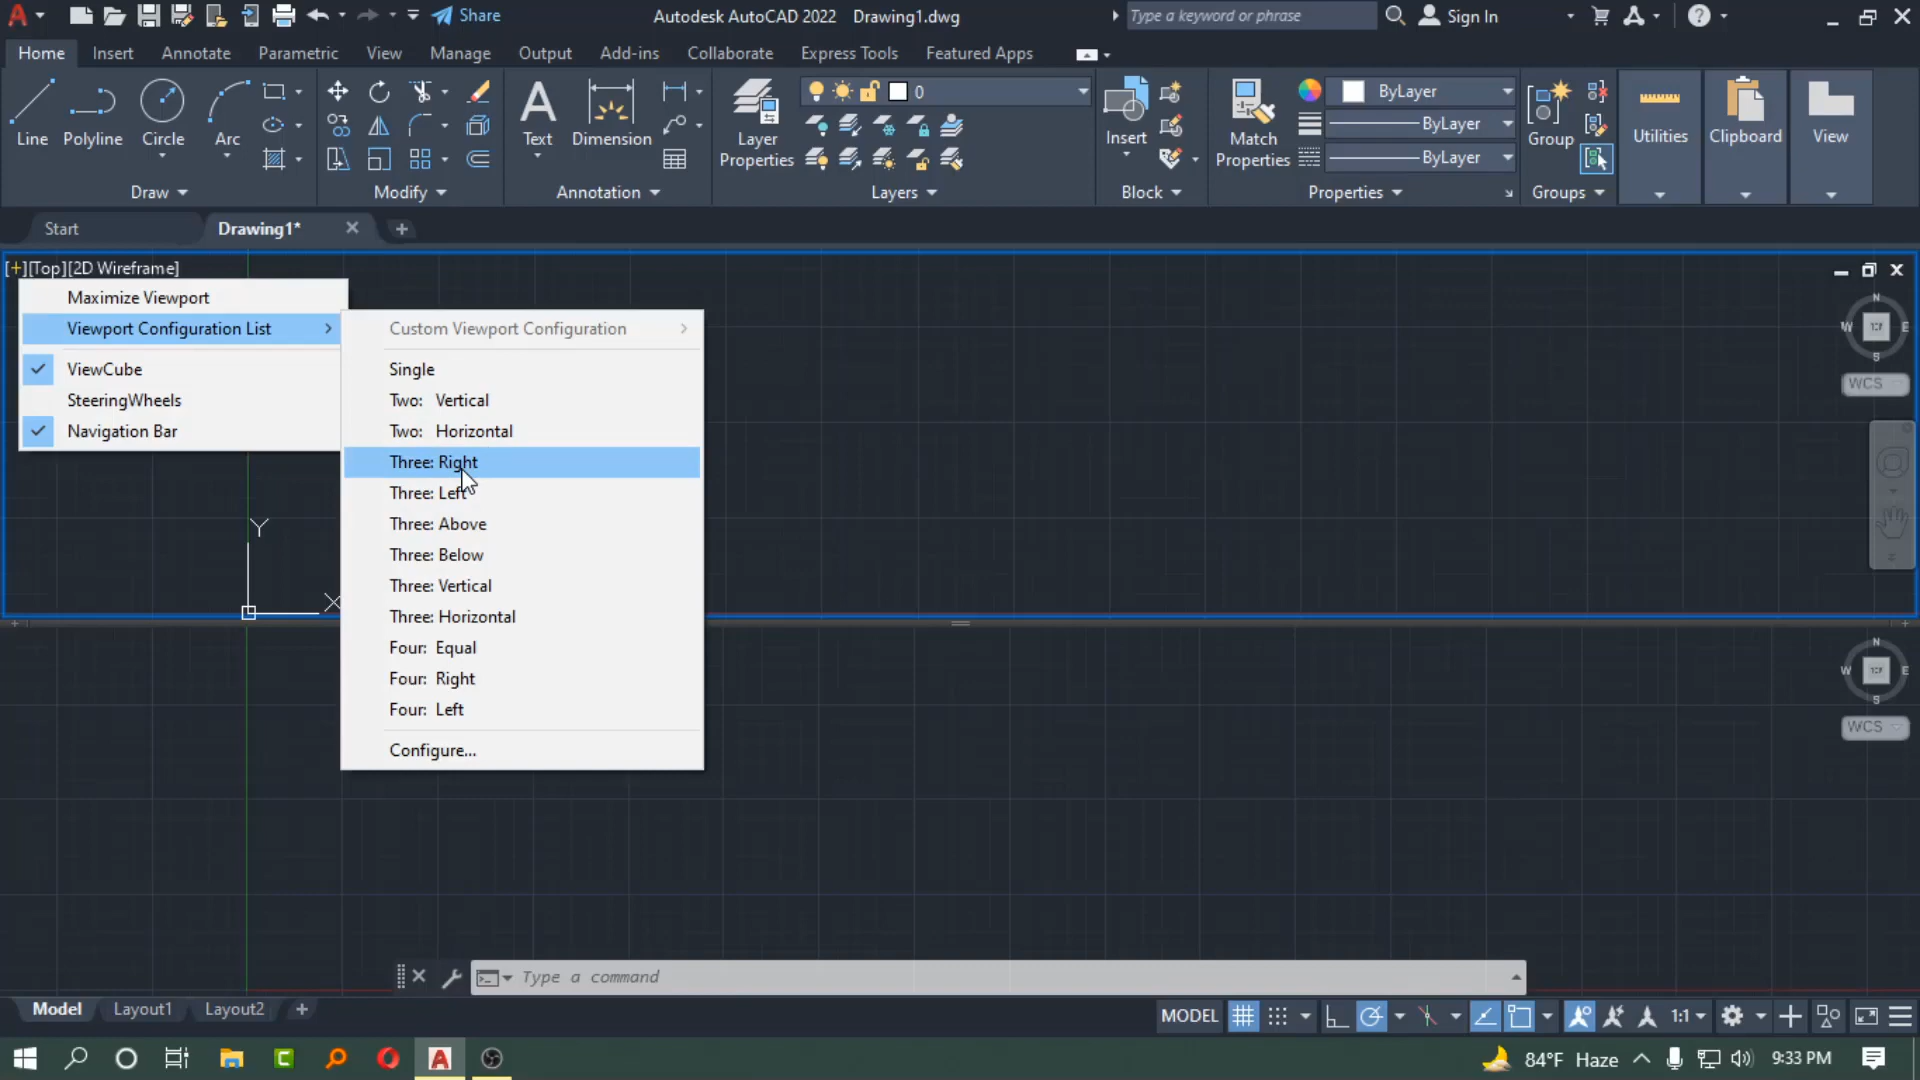 Share
Autodesk AutoCAD 2022 Drawing1.dwg
Type a keyword or phrase
Sign In
Home Insert Annotate Parametric View Manage Output Add-ins Collaborate Express Tools Featured Apps
Line Polyline Circle Arc
Text Dimension
Layer Properties
0
Insert
Match Properties
ByLayer
ByLayer
ByLayer
Group
Utilities
Clipboard
View
Draw Modify Annotation Layers Block Properties Groups
Start Drawing1*
[+][Top][2D Wireframe]
Maximize Viewport
Viewport Configuration List
ViewCube
SteeringWheels
Navigation Bar
Custom Viewport Configuration
Single
Two: Vertical
Two: Horizontal
Three: Right
Three: Left
Three: Above
Three: Below
Three: Vertical
Three: Horizontal
Four: Equal
Four: Right
Four: Left
Configure...
N
W E
S
WCS
Y
X
N
W E
S
WCS
Type a command
Model Layout1 Layout2
MODEL
1:1
84°F Haze
9:33 PM